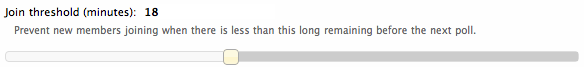 Join threshold (minutes): 18
Prevent new members joining when there is less than this long remaining before the next poll.